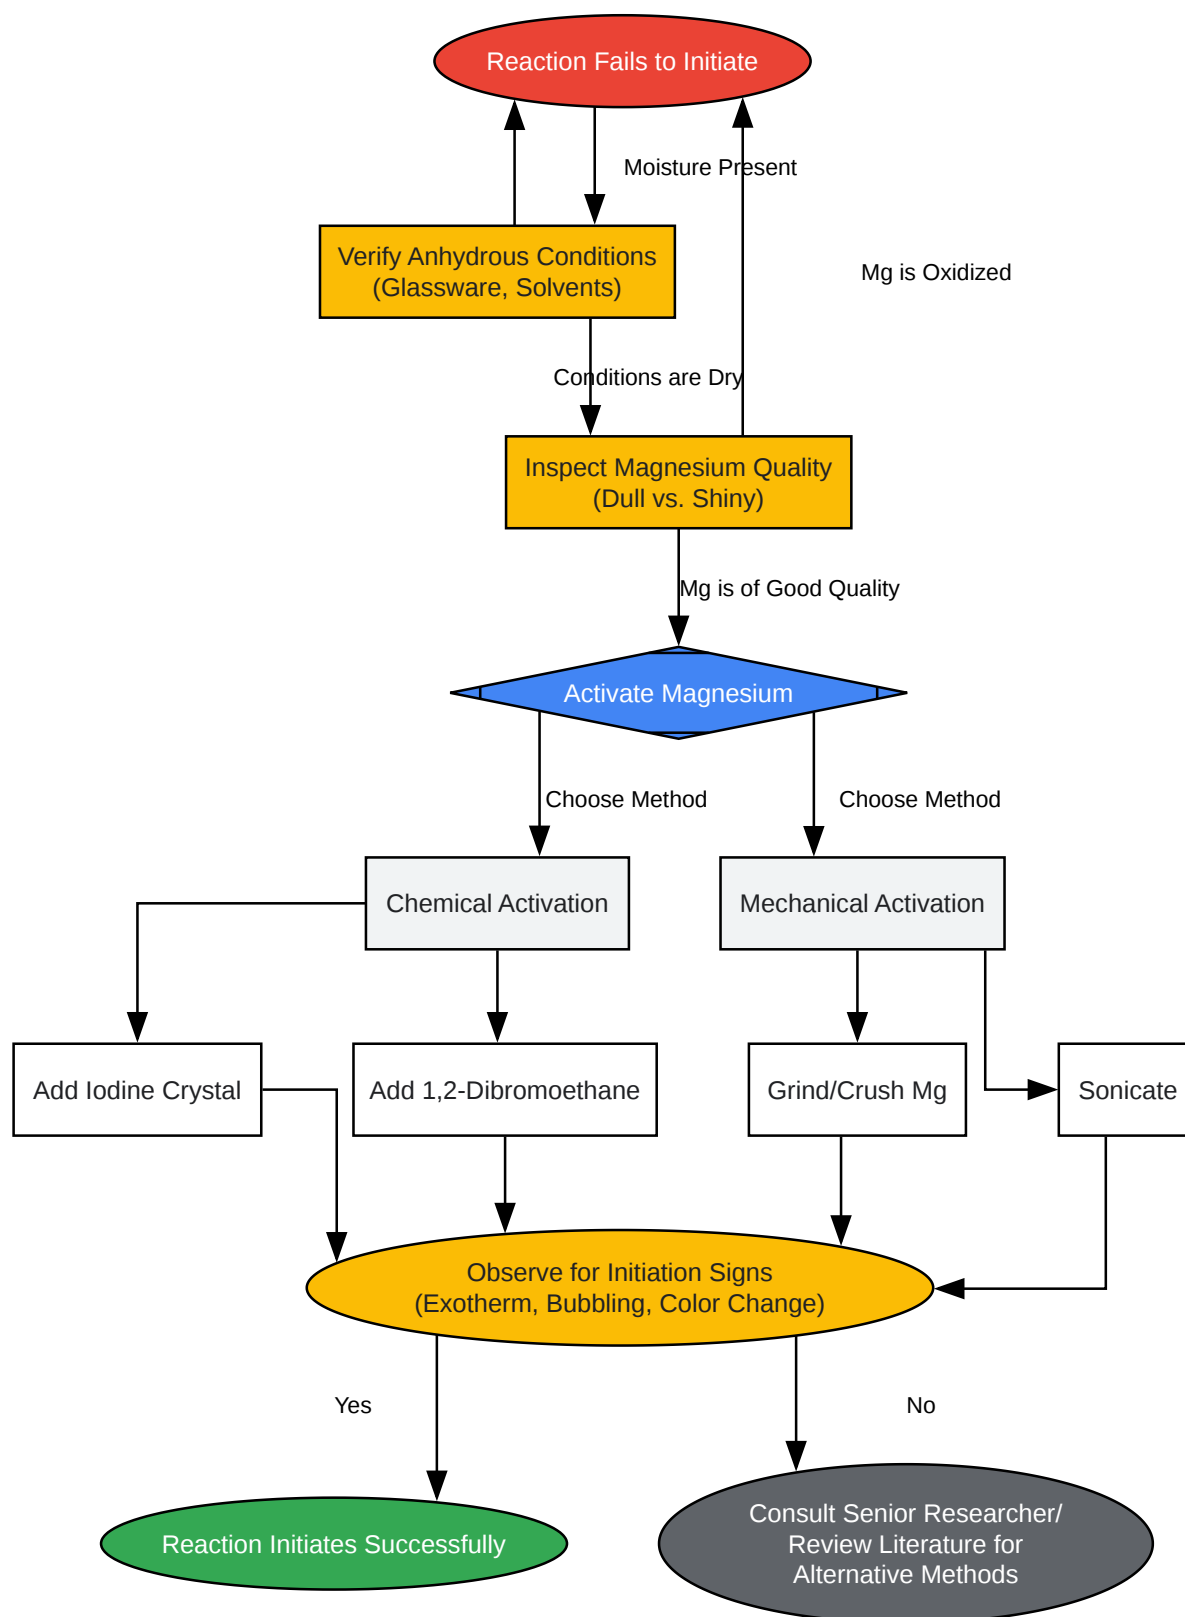 Reaction Fails to Initiate
Moisture Present
Verify Anhydrous Conditions
(Glassware, Solvents)
Mg is Oxidized
Conditions are Dry
Inspect Magnesium Quality
(Dull vs. Shiny)
Mg is of Good Quality
Activate Magnesium
Choose Method
Choose Method
Chemical Activation
Mechanical Activation
Add Iodine Crystal
Add 1,2-Dibromoethane
Grind/Crush Mg
Sonicate
Observe for Initiation Signs
(Exotherm, Bubbling, Color Change)
Yes
No
Reaction Initiates Successfully
Consult Senior Researcher/
Review Literature for
Alternative Methods